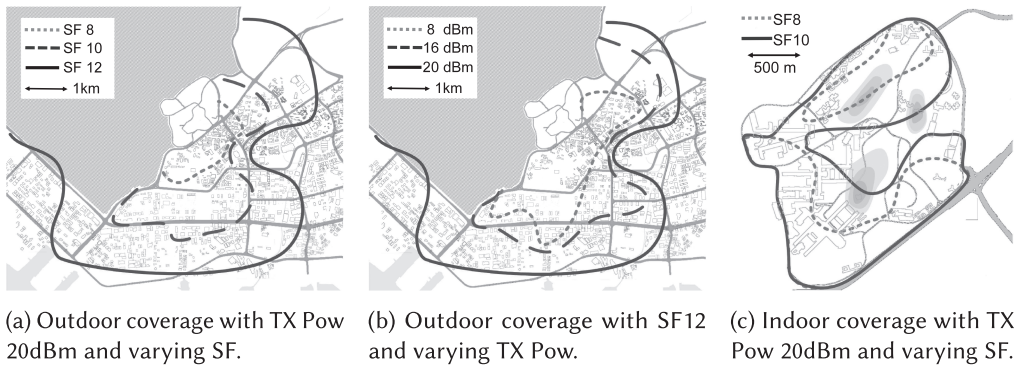 SF 8
SF 10
SF 12
1km
8 dBm
16 dBm
20 dBm
1km
SF8
SF10
500 m
(a) Outdoor coverage with TX Pow
20dBm and varying SF.
(b) Outdoor coverage with SF12
and varying TX Pow.
(c) Indoor coverage with TX
Pow 20dBm and varying SF.